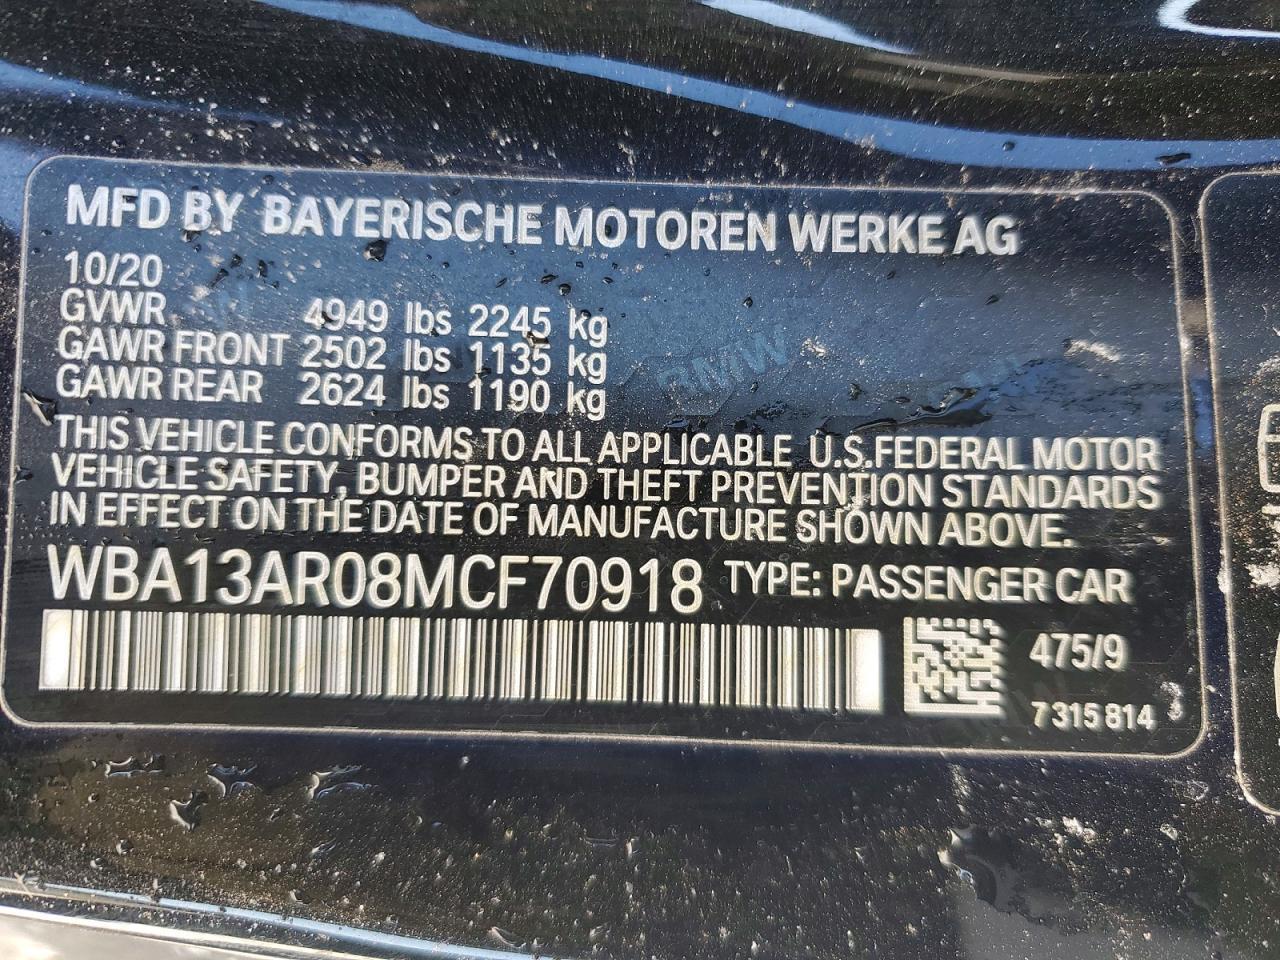 MFD BY BAYERISCHE MOTOREN WERKE AG
10/20
GVWR 4949 lbs 2245 kg
GAWR FRONT 2502 lbs 1135 kg
GAWR REAR 2624 lbs 1190 kg
THIS VEHICLE CONFORMS TO ALL APPLICABLE U.S.FEDERAL MOTOR
VEHICLE SAFETY, BUMPER AND THEFT PREVENTION STANDARDS
IN EFFECT ON THE DATE OF MANUFACTURE SHOWN ABOVE.
WBA13AR08MCF70918 TYPE: PASSENGER CAR
475/9
7315814
BMW